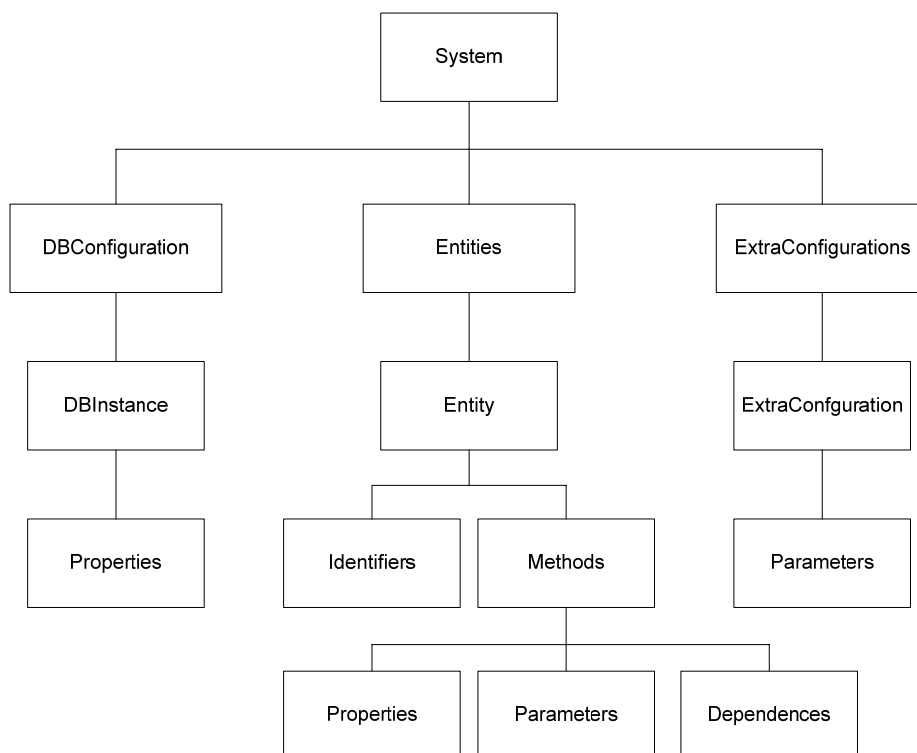 System
DBConfiguration
Entities
ExtraConfigurations
DBInstance
Entity
ExtraConfguration
Properties
Identifiers
Methods
Parameters
Properties
Parameters
Dependences